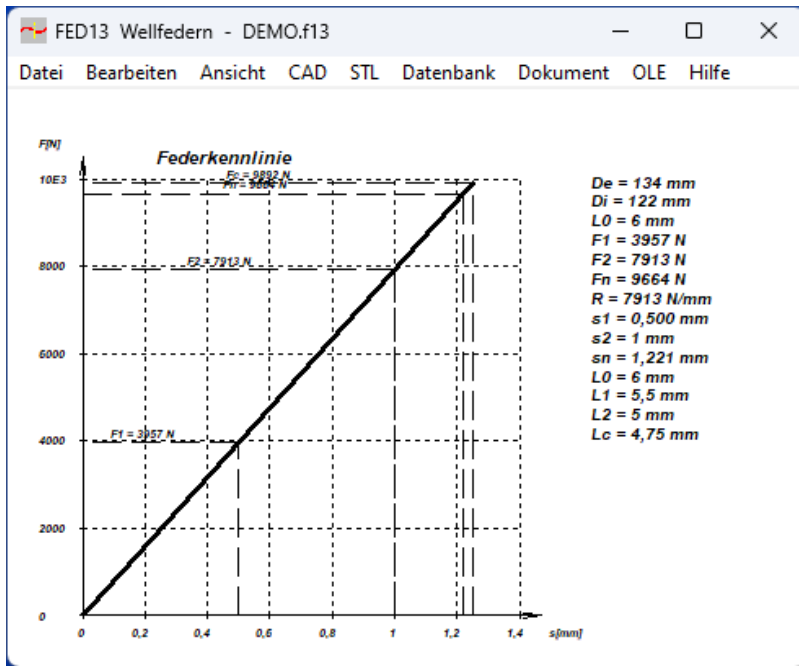 FED13 Wellfedern - DEMO.f13
Datei Bearbeiten Ansicht CAD STL Datenbank Dokument OLE Hilfe
F[N]
Federkennlinie
Fc = 9892 N
Fn = 9664 N
10E3
F2 = 7913 N
8000
6000
F1 = 3957 N
4000
2000
0
0 0,2 0,4 0,6 0,8 1 1,2 1,4 s[mm]
De = 134 mm
Di = 122 mm
L0 = 6 mm
F1 = 3957 N
F2 = 7913 N
Fn = 9664 N
R = 7913 N/mm
s1 = 0,500 mm
s2 = 1 mm
sn = 1,221 mm
L0 = 6 mm
L1 = 5,5 mm
L2 = 5 mm
Lc = 4,75 mm